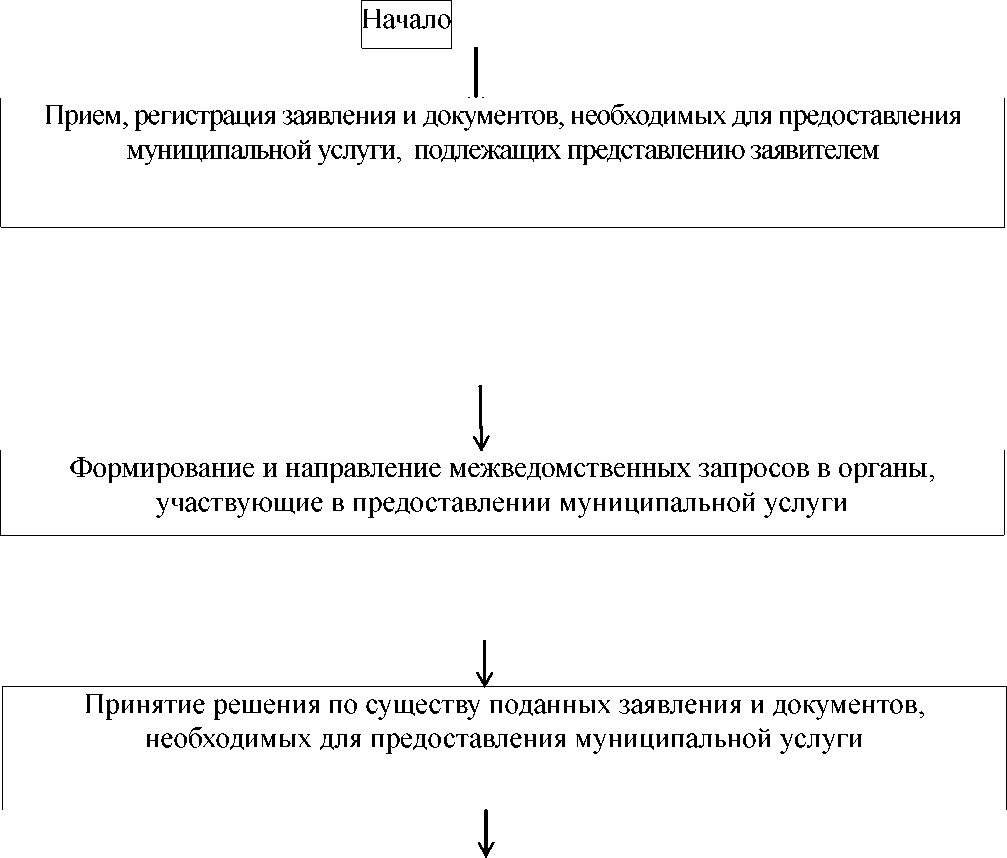 Начало
Прием, регистрация заявления и документов, необходимых для предоставления
муниципальной услуги, подлежащих представлению заявителем
Формирование и направление межведомственных запросов в органы,
участвующие в предоставлении муниципальной услуги
Принятие решения по существу поданных заявления и документов,
необходимых для предоставления муниципальной услуги